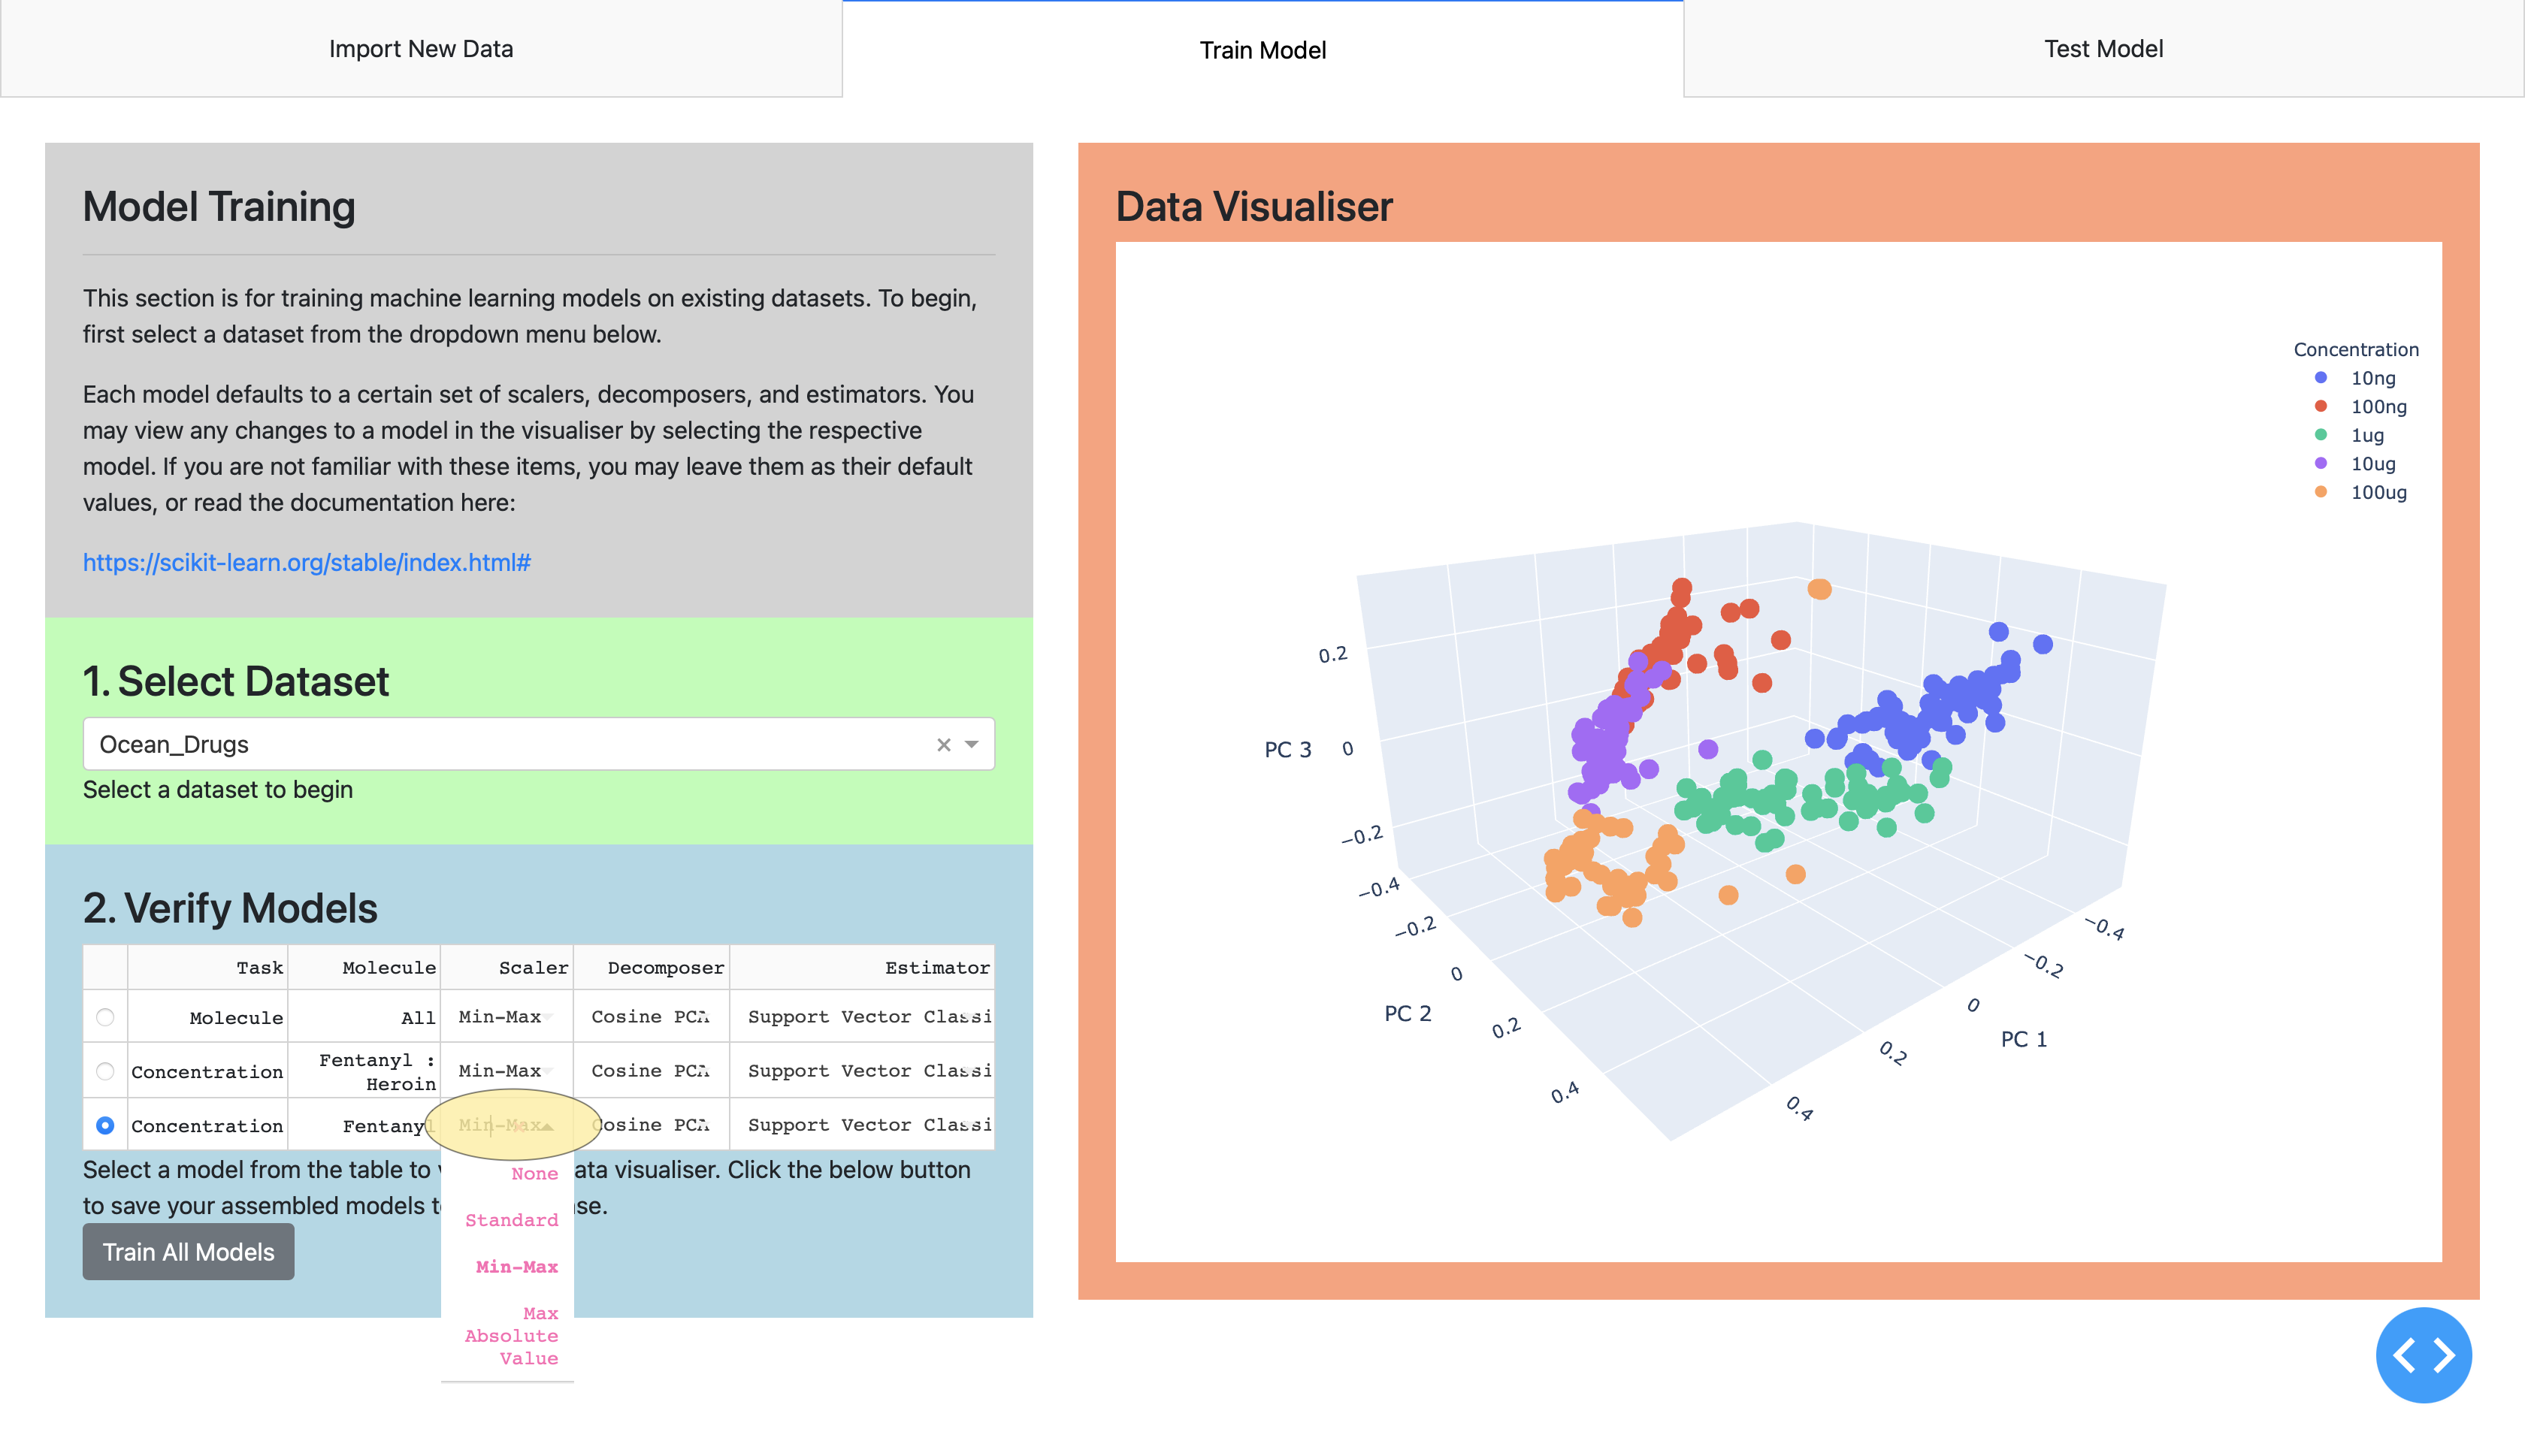 Import New Data
Train Model
Test Model
Model Training
This section is for training machine learning models on existing datasets. To begin,
first select a dataset from the dropdown menu below.
Each model defaults to a certain set of scalers, decomposers, and estimators. You
may view any changes to a model in the visualiser by selecting the respective
model. If you are not familiar with these items, you may leave them as their default
values, or read the documentation here:
https://scikit-learn.org/stable/index.html#
1. Select Dataset
Ocean_Drugs
Select a dataset to begin
2. Verify Models
Task Molecule Scaler Decomposer Estimator
Molecule All Min-Max Cosine PCA Support Vector Classi
Concentration Fentanyl : Min-Max Cosine PCA Support Vector Classi
Heroin
Concentration Fentanyl Min-Max Cosine PCA Support Vector Classi
Select a model from the table to ata visualiser. Click the below button
to save your assembled models se.
Train All Models
None
Standard
Min-Max
Max
Absolute
Value
Data Visualiser
Concentration
10ng
100ng
1ug
10ug
100ug
PC 3
0.2
0
−0.2
PC 2
−0.4
−0.2
0
0.2
0.4
PC 1
−0.4
−0.2
0
0.2
0.4